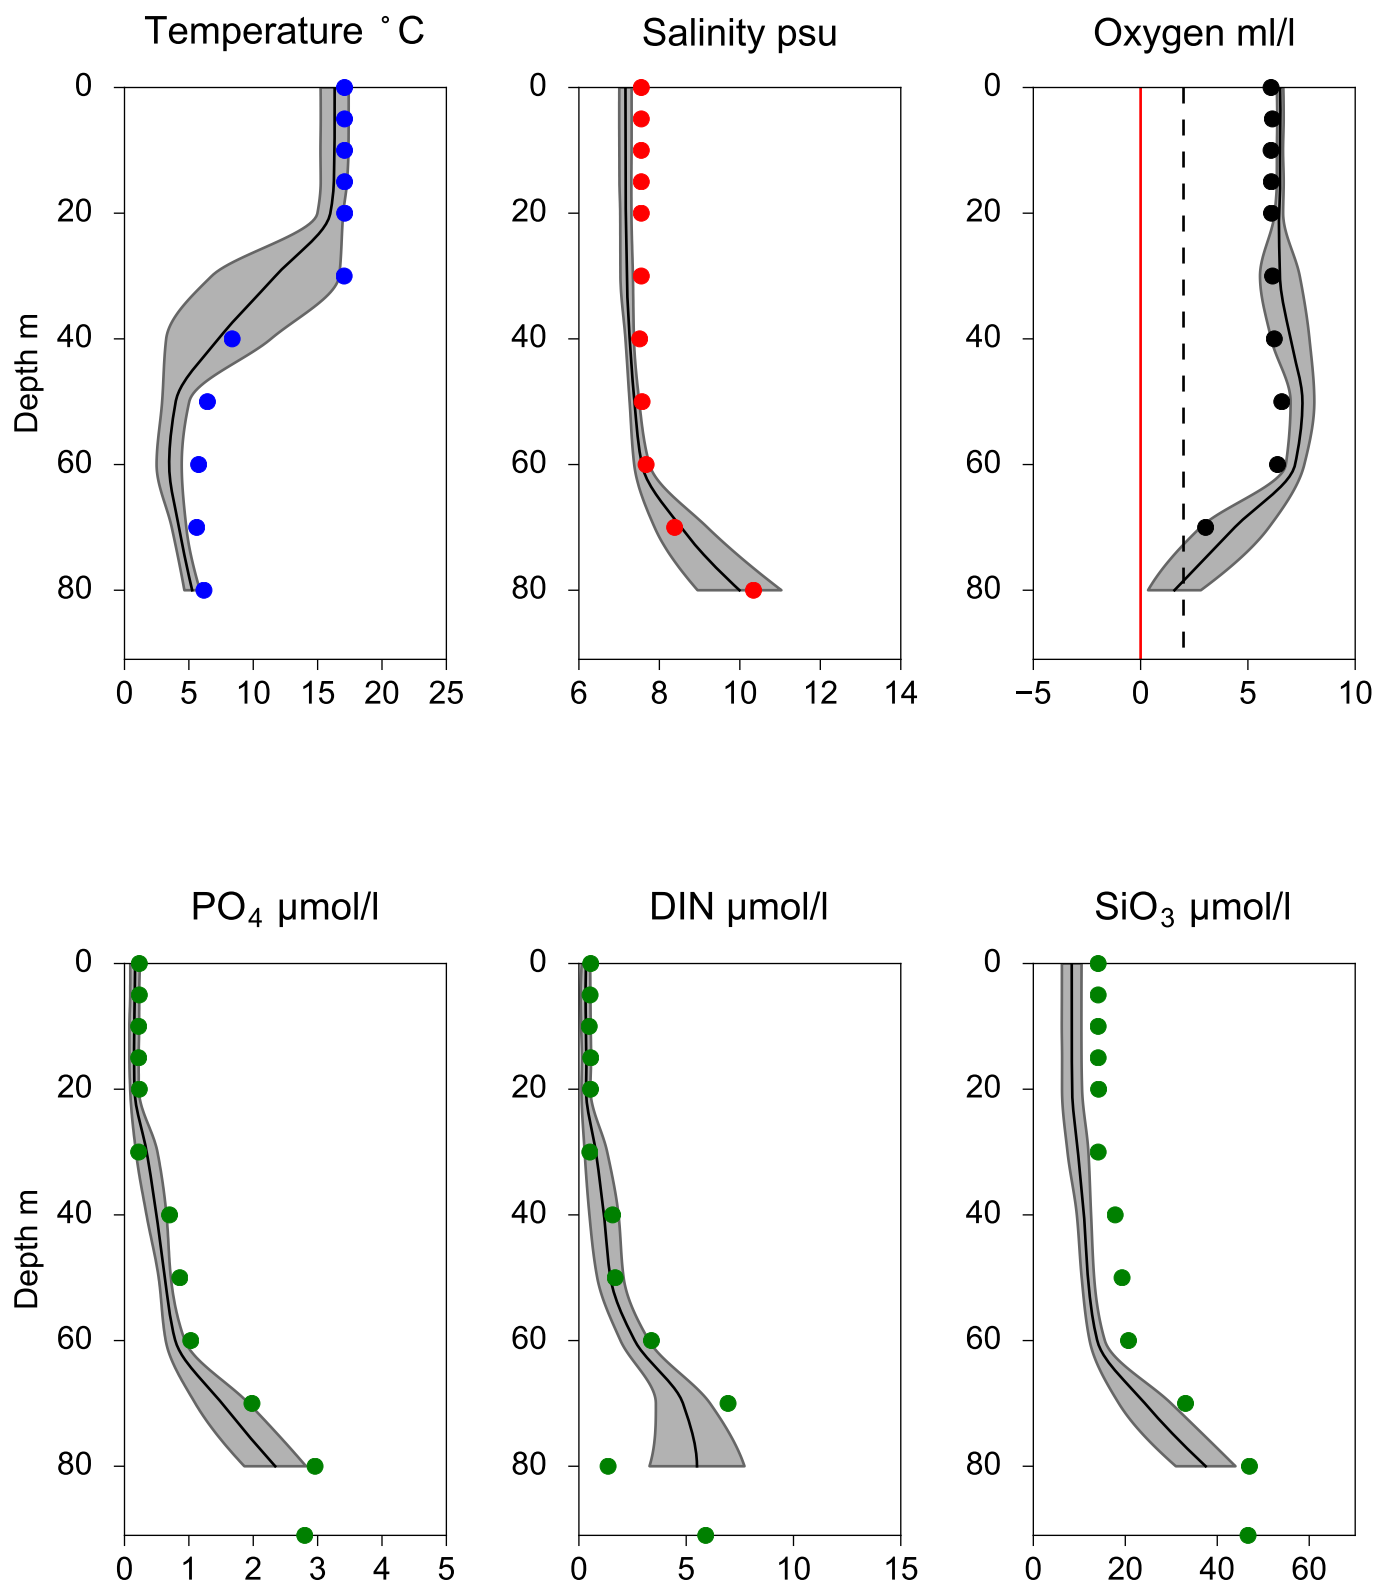 Temperature ˚C
Salinity psu
Oxygen ml/l
0
20
40
60
80
Depth m
0 5 10 15 20 25
0
20
40
60
80
6 8 10 12 14
0
20
40
60
80
−5 0 5 10
PO₄ µmol/l
DIN µmol/l
SiO₃ µmol/l
0
20
40
60
80
Depth m
0 1 2 3 4 5
0
20
40
60
80
0 5 10 15
0
20
40
60
80
0 20 40 60